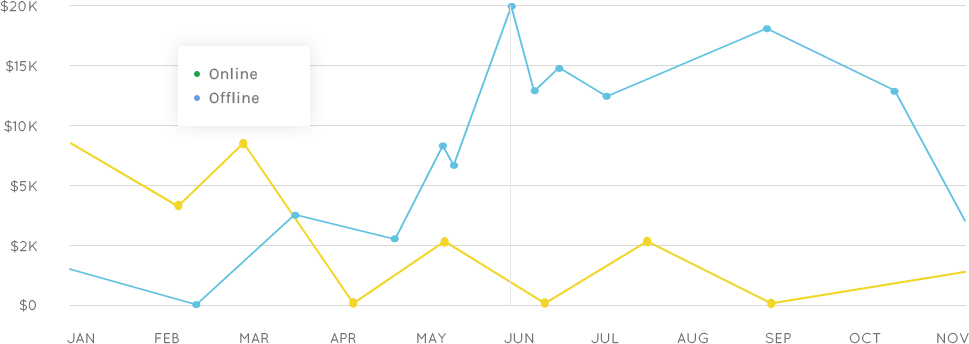 $20K
$15K
Online
Offline
$10K
$5K
$2K
$0
JAN FEB MAR APR MAY JUN JUL AUG SEP OCT NOV